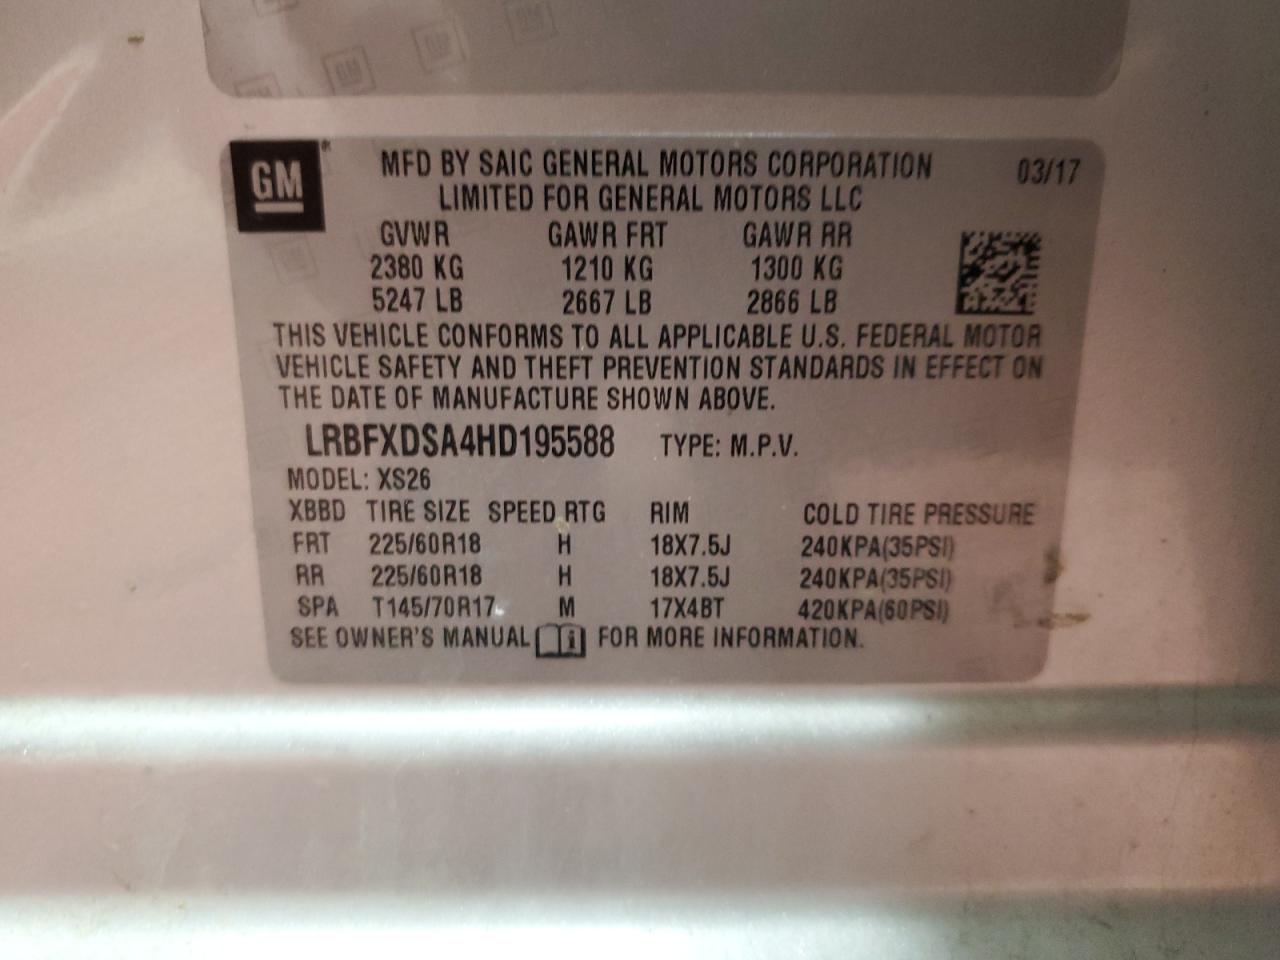 GM ® MFD BY SAIC GENERAL MOTORS CORPORATION 03/17
LIMITED FOR GENERAL MOTORS LLC
GVWR GAWR FRT GAWR RR
2380 KG 1210 KG 1300 KG
5247 LB 2667 LB 2866 LB
THIS VEHICLE CONFORMS TO ALL APPLICABLE U.S. FEDERAL MOTOR
VEHICLE SAFETY AND THEFT PREVENTION STANDARDS IN EFFECT ON
THE DATE OF MANUFACTURE SHOWN ABOVE.
LRBFXDSA4HD195588 TYPE: M.P.V.
MODEL: XS26
XBBD TIRE SIZE SPEED RTG RIM COLD TIRE PRESSURE
FRT 225/60R18 H 18X7.5J 240KPA(35PSI)
RR 225/60R18 H 18X7.5J 240KPA(35PSI)
SPA T145/70R17 M 17X4BT 420KPA(60PSI)
SEE OWNER'S MANUAL FOR MORE INFORMATION.